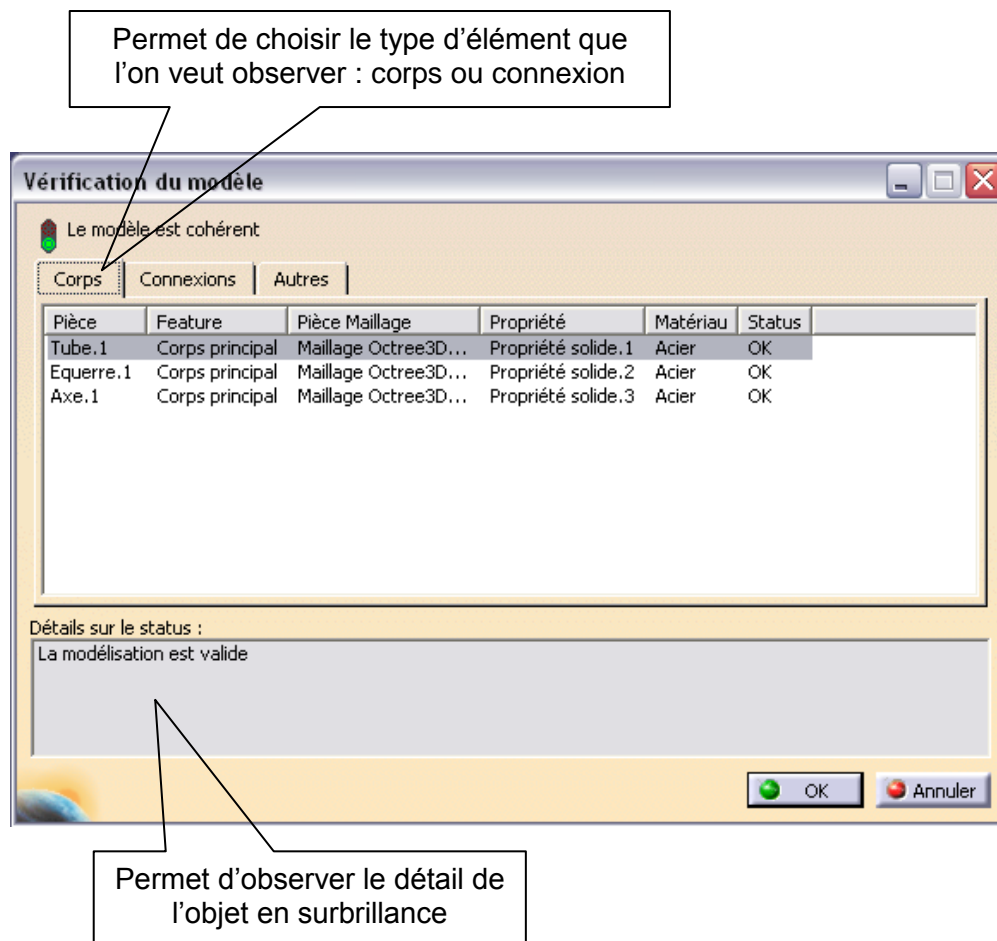 Permet de choisir le type d’élément que
l’on veut observer : corps ou connexion
Vérification du modèle
Le modèle est cohérent
Corps Connexions Autres
Pièce Feature Pièce Maillage Propriété Matériau Status
Tube.1 Corps principal Maillage Octree3D... Propriété solide.1 Acier OK
Equerre.1 Corps principal Maillage Octree3D... Propriété solide.2 Acier OK
Axe.1 Corps principal Maillage Octree3D... Propriété solide.3 Acier OK
Détails sur le status :
La modélisation est valide
OK Annuler
Permet d’observer le détail de
l’objet en surbrillance